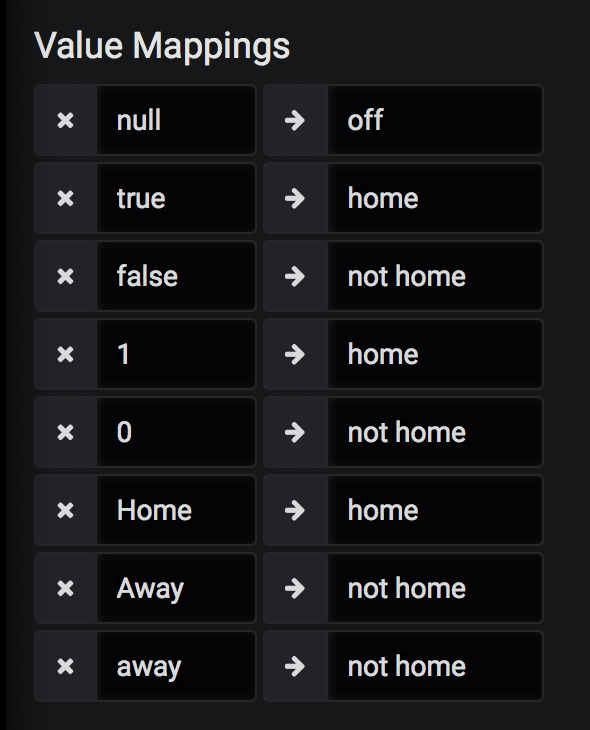 Value Mappings
null → off
true → home
false → not home
1 → home
0 → not home
Home → home
Away → not home
away → not home